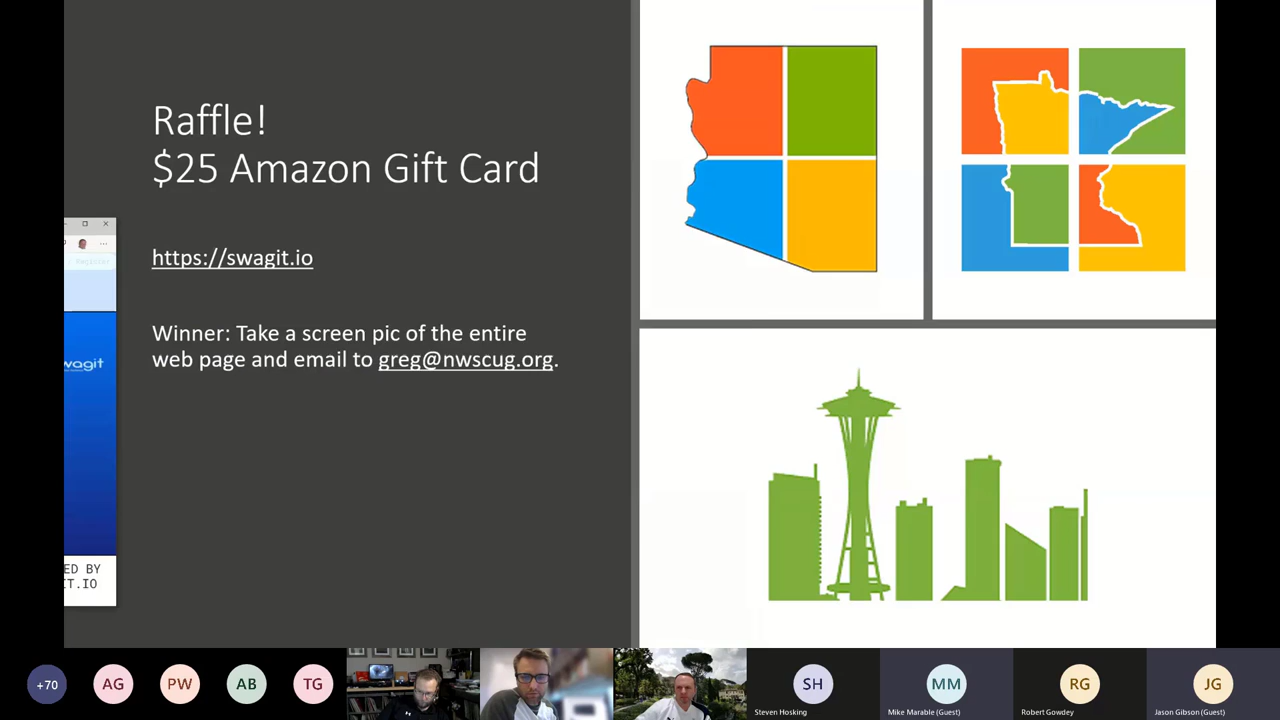 Raffle!
$25 Amazon Gift Card
https://swagit.io
Winner: Take a screen pic of the entire
web page and email to greg@nwscug.org.
Register
wagit
ED BY
IT.IO
+70
AG
PW
AB
TG
SH
MM
RG
JG
Steven Hosking
Mike Marable (Guest)
Robert Gowdey
Jason Gibson (Guest)